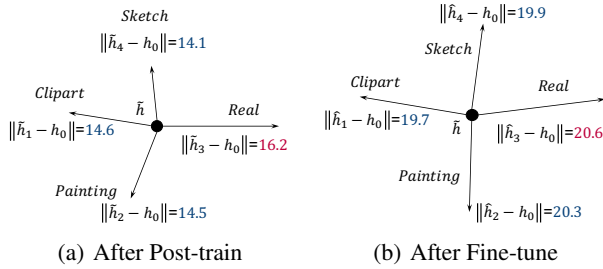 Sketch
‖h̃₄ − h₀‖=14.1
Clipart
h̃
Real
‖h̃₁ − h₀‖=14.6
‖h̃₃ − h₀‖=16.2
Painting
‖h̃₂ − h₀‖=14.5
(a) After Post-train
‖ĥ₄ − h₀‖=19.9
Sketch
Clipart
Real
‖ĥ₁ − h₀‖=19.7
h̃
‖ĥ₃ − h₀‖=20.6
Painting
‖ĥ₂ − h₀‖=20.3
(b) After Fine-tune